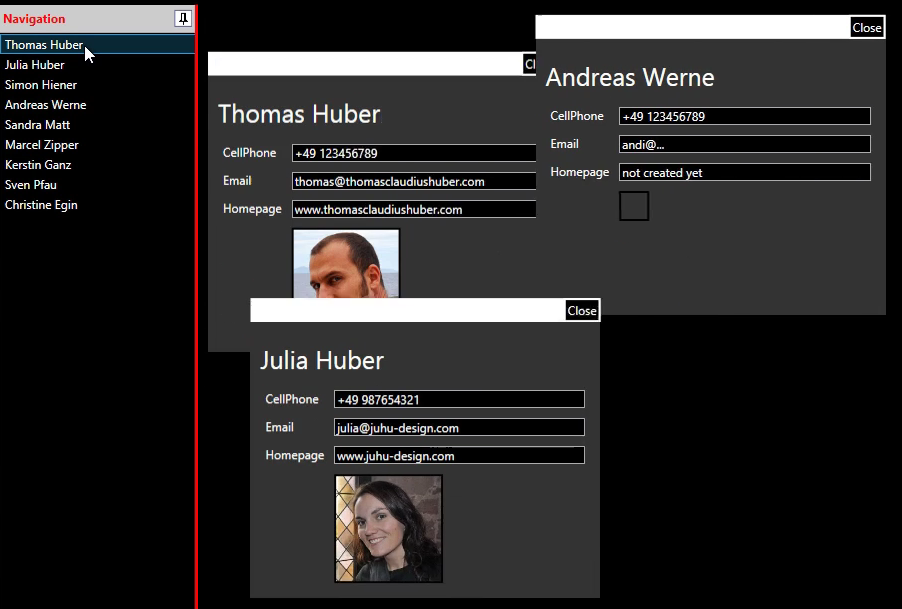 Navigation
Thomas Huber
Julia Huber
Simon Hiener
Andreas Werne
Sandra Matt
Marcel Zipper
Kerstin Ganz
Sven Pfau
Christine Egin
Cl
Thomas Huber
CellPhone +49 123456789
Email thomas@thomasclaudiushuber.com
Homepage www.thomasclaudiushuber.com
Close
Andreas Werne
CellPhone +49 123456789
Email andi@...
Homepage not created yet
Close
Julia Huber
CellPhone +49 987654321
Email julia@juhu-design.com
Homepage www.juhu-design.com